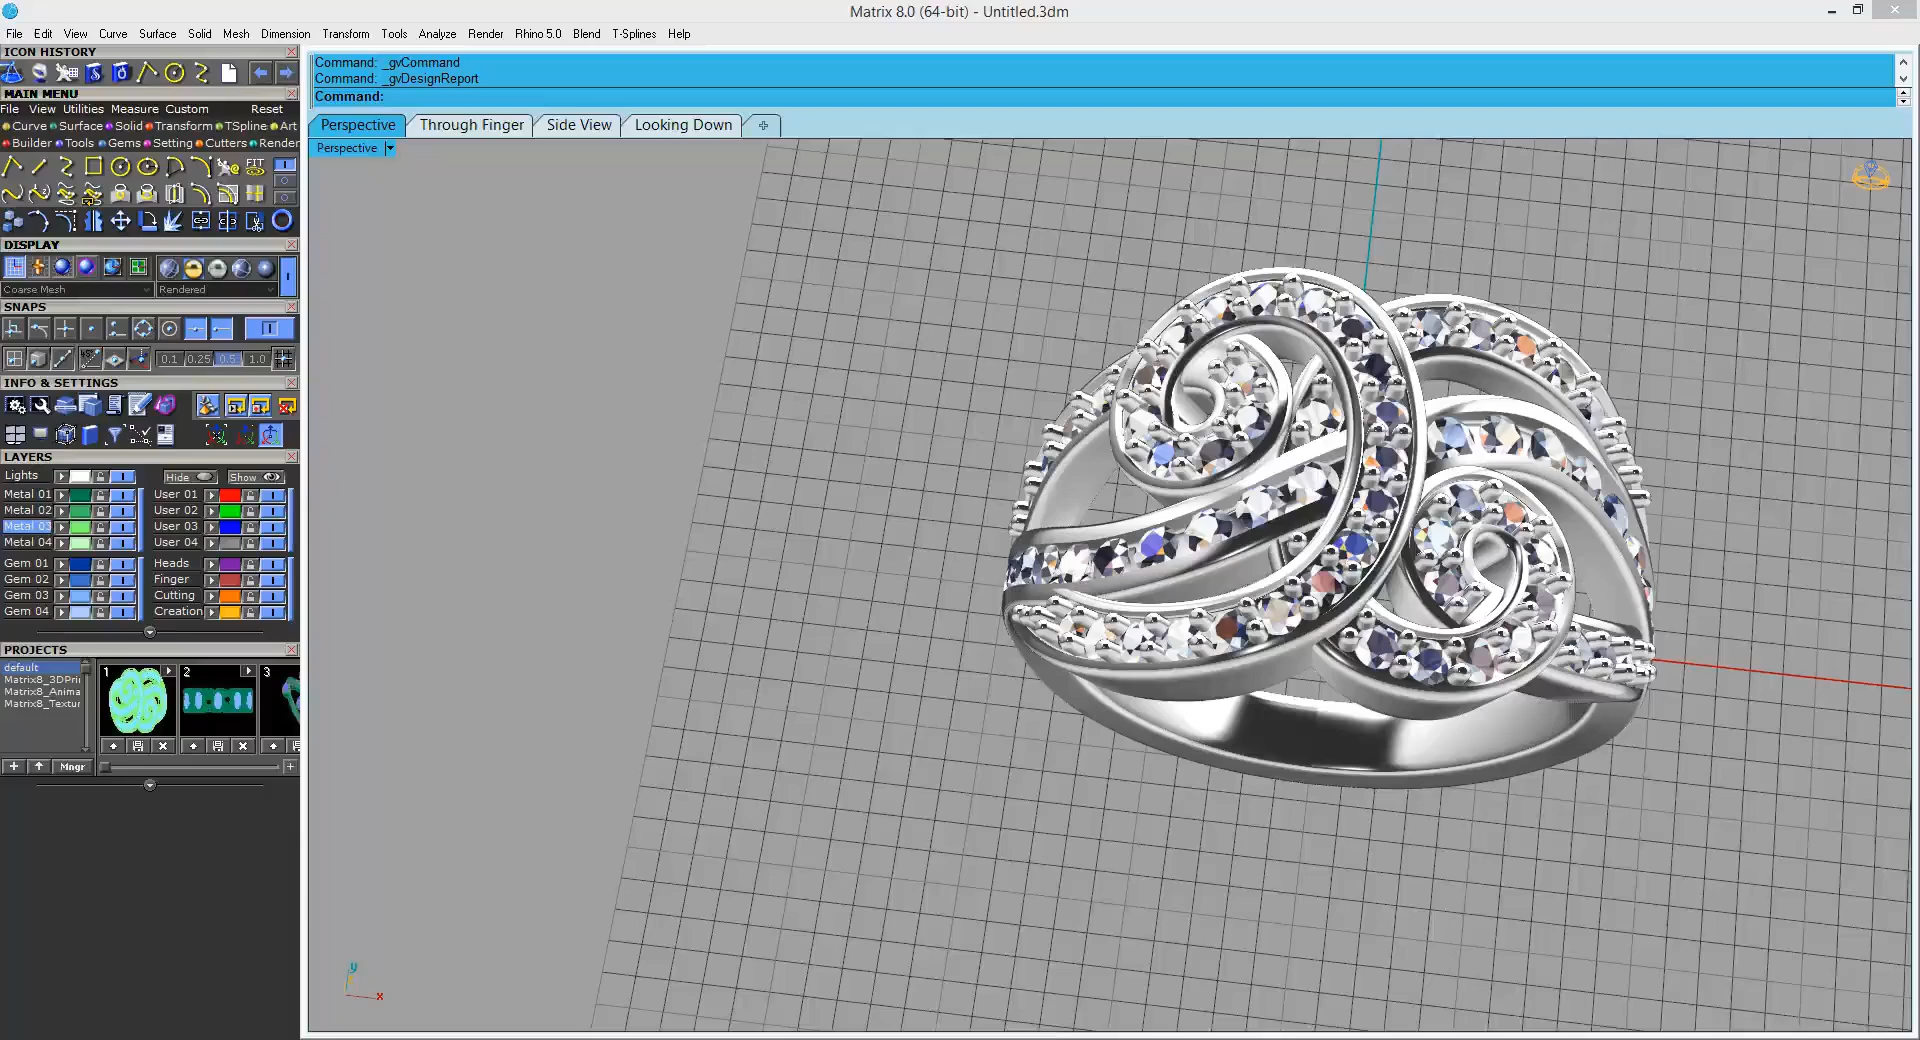 Matrix 8.0 (64-bit) - Untitled.3dm
File Edit View Curve Surface Solid Mesh Dimension Transform Tools Analyze Render Rhino 5.0 Blend T-Splines Help
ICON HISTORY
MAIN MENU
File View Utilities Measure Custom Reset
Curve Surface Solid Transform TSpline Art
Builder Tools Gems Setting Cutters Render
FIT
DISPLAY
Coarse Mesh Rendered
SNAPS
0.1 0.25 0.5 1.0
INFO & SETTINGS
LAYERS
Lights Hide Show
Metal 01 User 01
Metal 02 User 02
Metal 03 User 03
Metal 04 User 04
Gem 01 Heads
Gem 02 Finger
Gem 03 Cutting
Gem 04 Creation
PROJECTS
default
Matrix8_3DPri
Matrix8_Anima
Matrix8_Textur
1 2 3
Mngr
Command: _gvCommand
Command: _gvDesignReport
Command:
Perspective Through Finger Side View Looking Down
Perspective
y
x